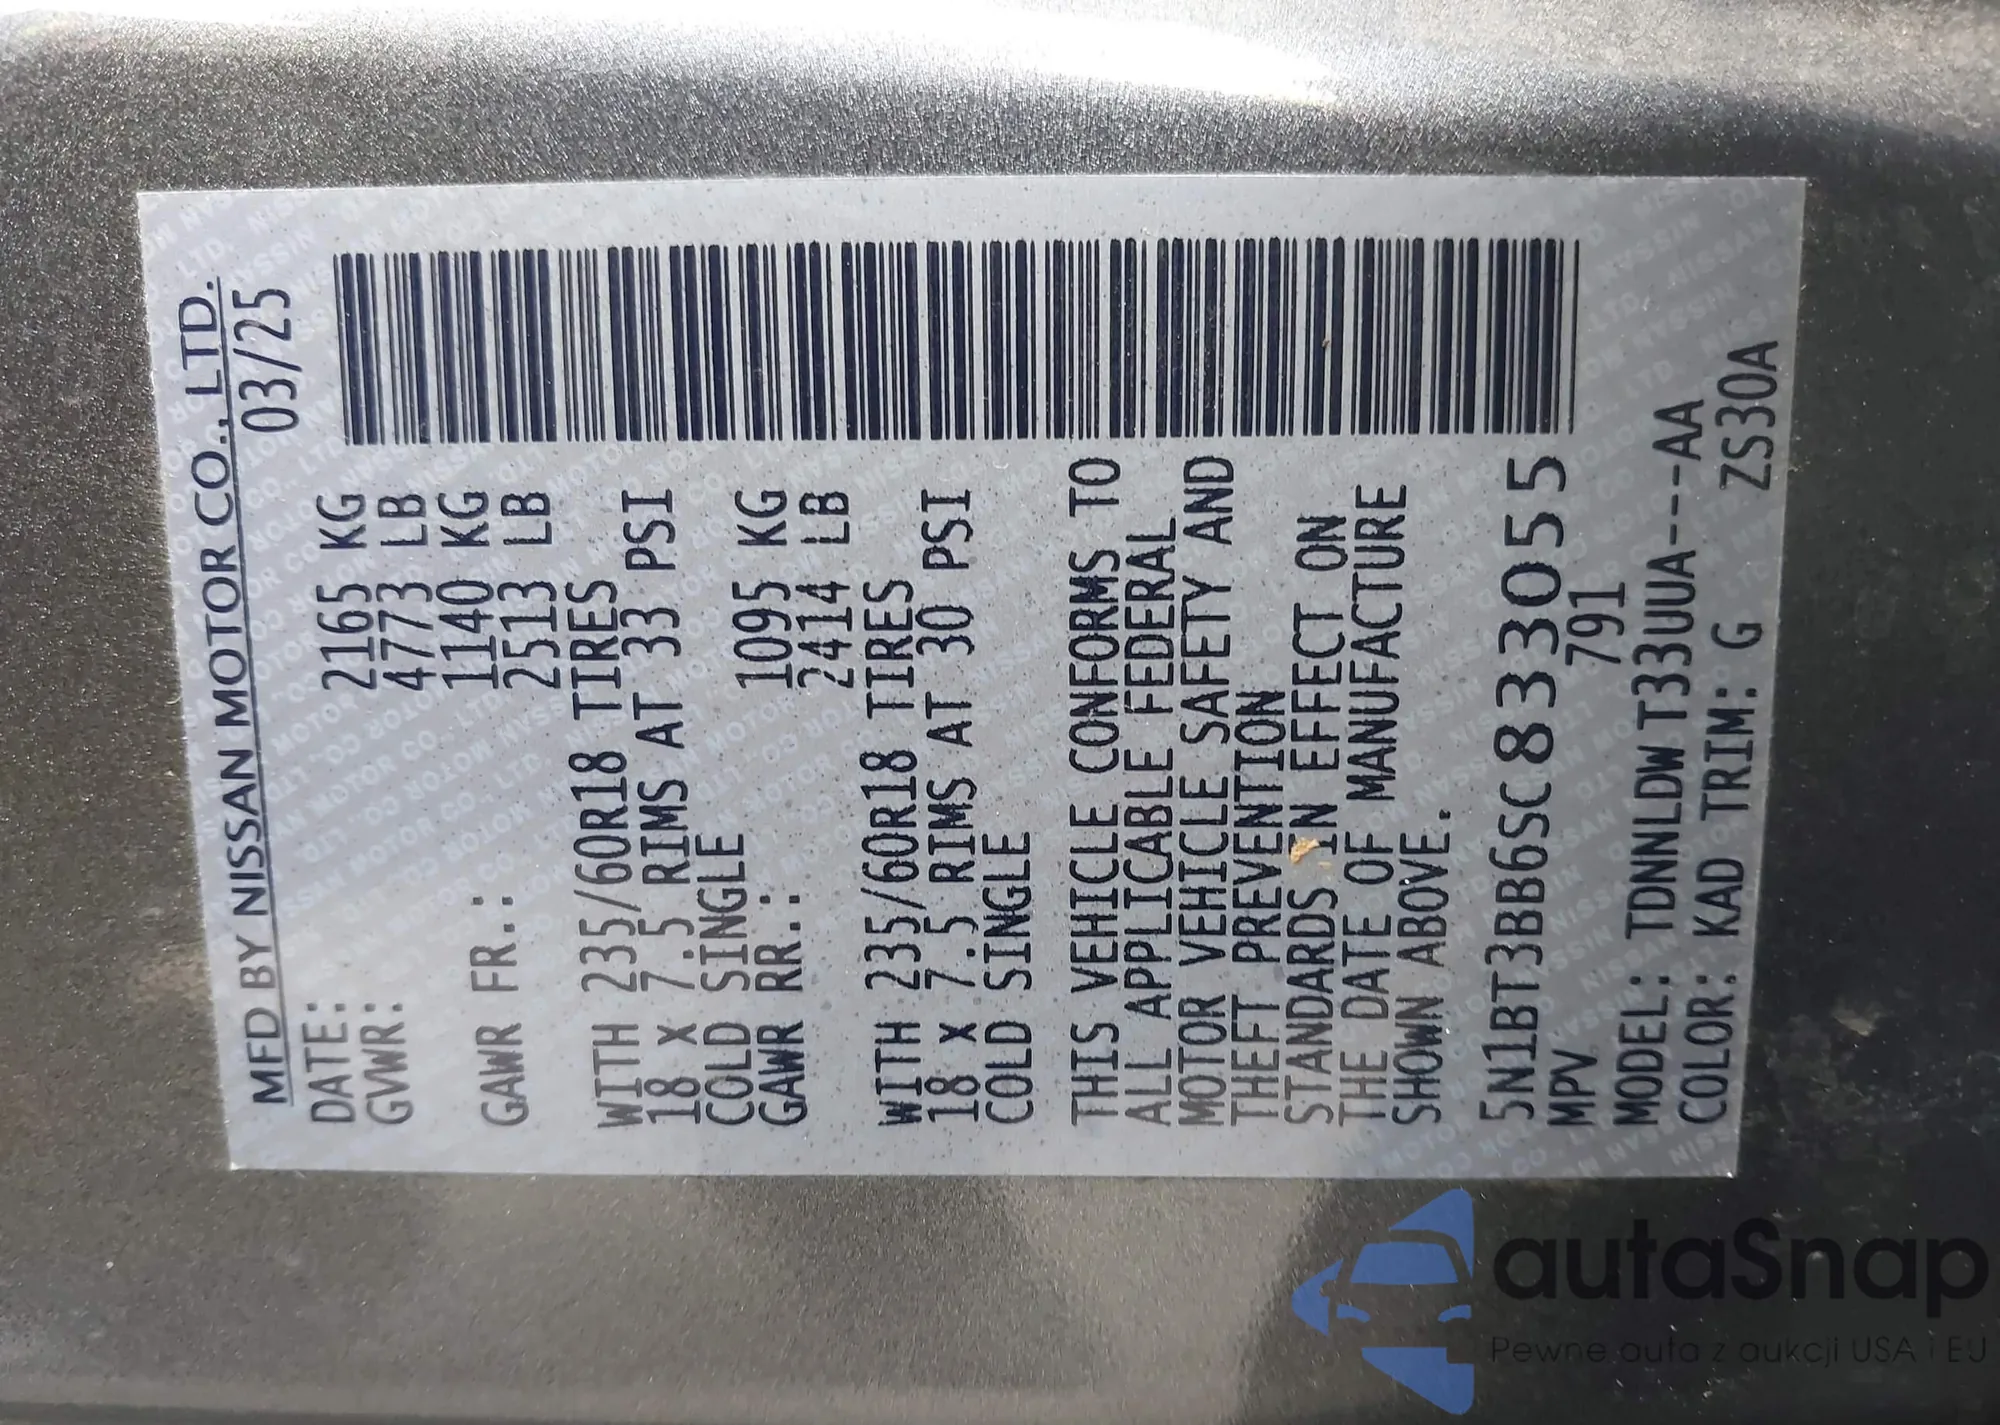 MFD BY NISSAN MOTOR CO., LTD.
DATE: 03/25
GVWR: 2165 KG
4773 LB
GAWR FR.: 1140 KG
2513 LB
WITH 235/60R18 TIRES
18 x 7.5 RIMS AT 33 PSI
COLD SINGLE
GAWR RR.: 1095 KG
2414 LB
WITH 235/60R18 TIRES
18 x 7.5 RIMS AT 30 PSI
COLD SINGLE
THIS VEHICLE CONFORMS TO
ALL APPLICABLE FEDERAL
MOTOR VEHICLE SAFETY AND
THEFT PREVENTION
STANDARDS IN EFFECT ON
THE DATE OF MANUFACTURE
SHOWN ABOVE.
5N1BT3BB6SC833055
MPV 791
MODEL: TDNNLDW T33UUA---AA
COLOR: KAD TRIM: G ZS30A
autaSnap
Pewne auta z aukcji USA i EU